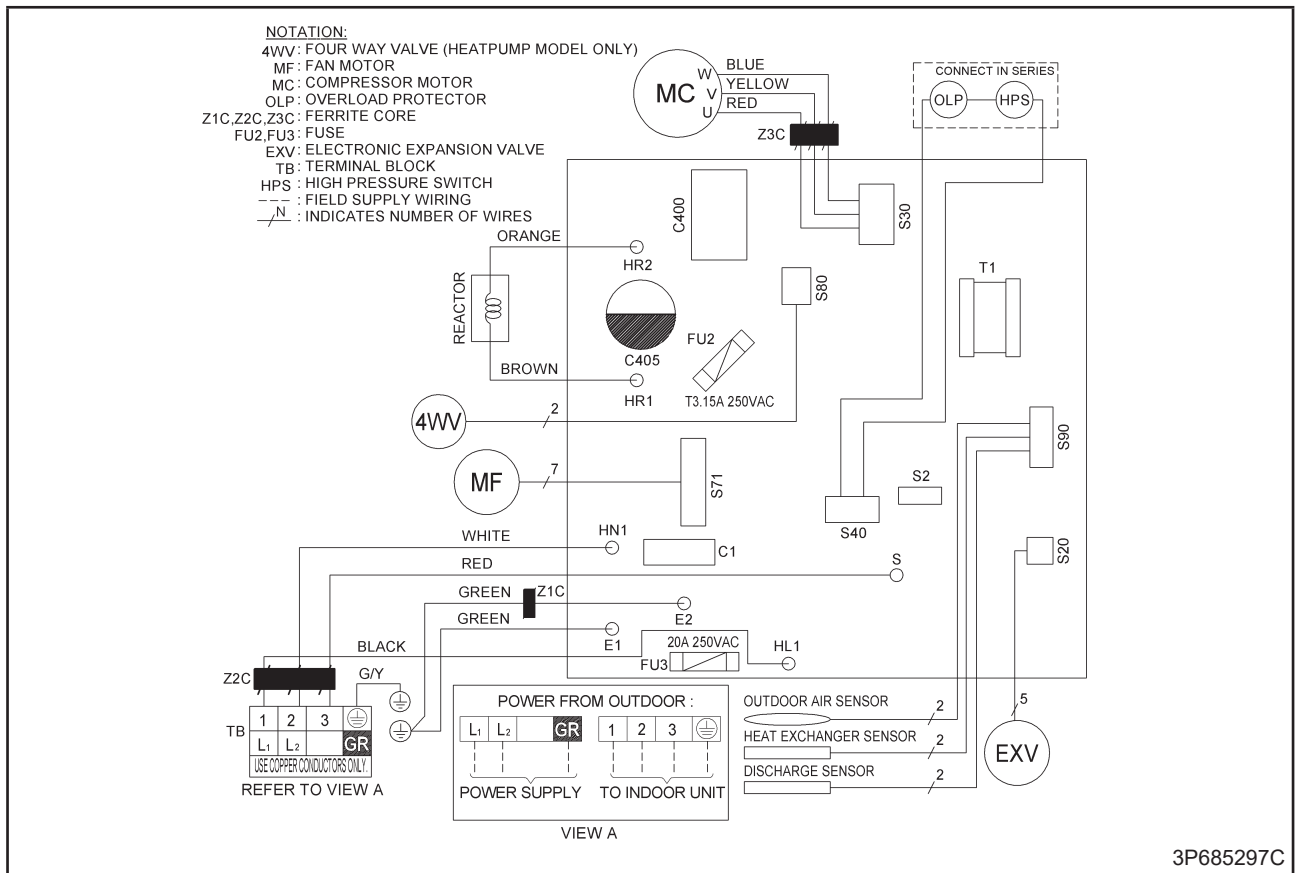 NOTATION:
4WV : FOUR WAY VALVE (HEATPUMP MODEL ONLY)
MF : FAN MOTOR
MC : COMPRESSOR MOTOR
OLP : OVERLOAD PROTECTOR
Z1C,Z2C,Z3C : FERRITE CORE
FU2,FU3 : FUSE
EXV : ELECTRONIC EXPANSION VALVE
TB : TERMINAL BLOCK
HPS : HIGH PRESSURE SWITCH
--- : FIELD SUPPLY WIRING
N : INDICATES NUMBER OF WIRES
MC
W
V
U
BLUE
YELLOW
RED
Z3C
CONNECT IN SERIES
OLP
HPS
C400
S30
ORANGE
HR2
REACTOR
S80
T1
C405
FU2
BROWN
HR1
T3.15A 250VAC
4WV
2
S90
MF
7
S71
S2
S40
WHITE
HN1
C1
S20
RED
S
GREEN
Z1C
E2
GREEN
E1
BLACK
20A 250VAC
FU3
HL1
Z2C
G/Y
TB
1 2 3
L1 L2 GR
USE COPPER CONDUCTORS ONLY.
REFER TO VIEW A
POWER FROM OUTDOOR :
L1 L2 GR
1 2 3
POWER SUPPLY
TO INDOOR UNIT
VIEW A
OUTDOOR AIR SENSOR
2
HEAT EXCHANGER SENSOR
2
DISCHARGE SENSOR
2
5
EXV
3P685297C